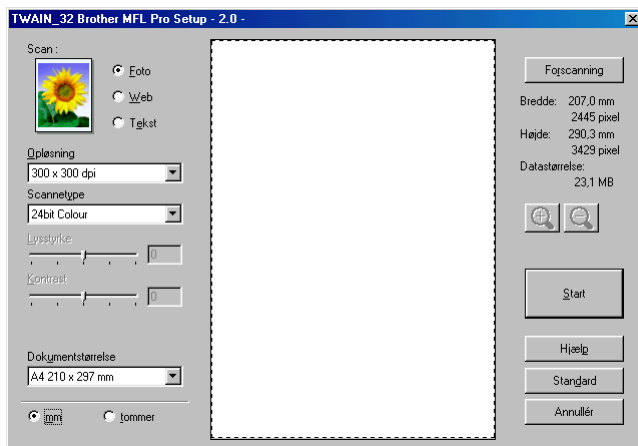 TWAIN_32 Brother MFL Pro Setup - 2.0 -
Scan :
Foto
Web
Tekst
Opløsning
300 x 300 dpi
Scannetype
24bit Colour
Lysstyrke
0
Kontrast
0
Dokumentstørrelse
A4 210 x 297 mm
mm
tommer
Forscanning
Bredde: 207,0 mm
2445 pixel
Højde: 290,3 mm
3429 pixel
Datastørrelse:
23,1 MB
Start
Hjælp
Standard
Annullér